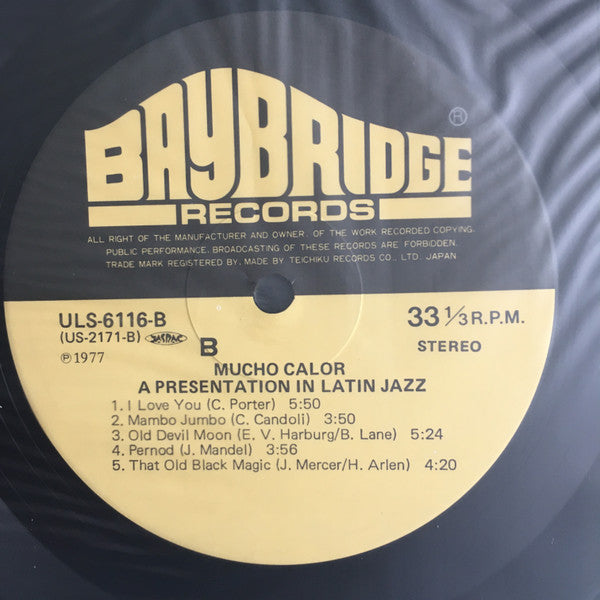 BAYBRIDGE
®
RECORDS
ALL RIGHT OF THE MANUFACTURER AND OWNER, OF THE WORK RECORDED COPYING,
PUBLIC PERFORMANCE, BROADCASTING OF THESE RECORDS ARE FORBIDDEN.
TRADE MARK REGISTERED BY, MADE BY TEICHIKU RECORDS CO., LTD. JAPAN
ULS-6116-B
33 1/3 R.P.M.
(US-2171-B) JASRAC
B
STEREO
℗1977
MUCHO CALOR
A PRESENTATION IN LATIN JAZZ
1. I Love You (C. Porter) 5:50
2. Mambo Jumbo (C. Candoli) 3:50
3. Old Devil Moon (E. V. Harburg/B. Lane) 5:24
4. Pernod (J. Mandel) 3:56
5. That Old Black Magic (J. Mercer/H. Arlen) 4:20